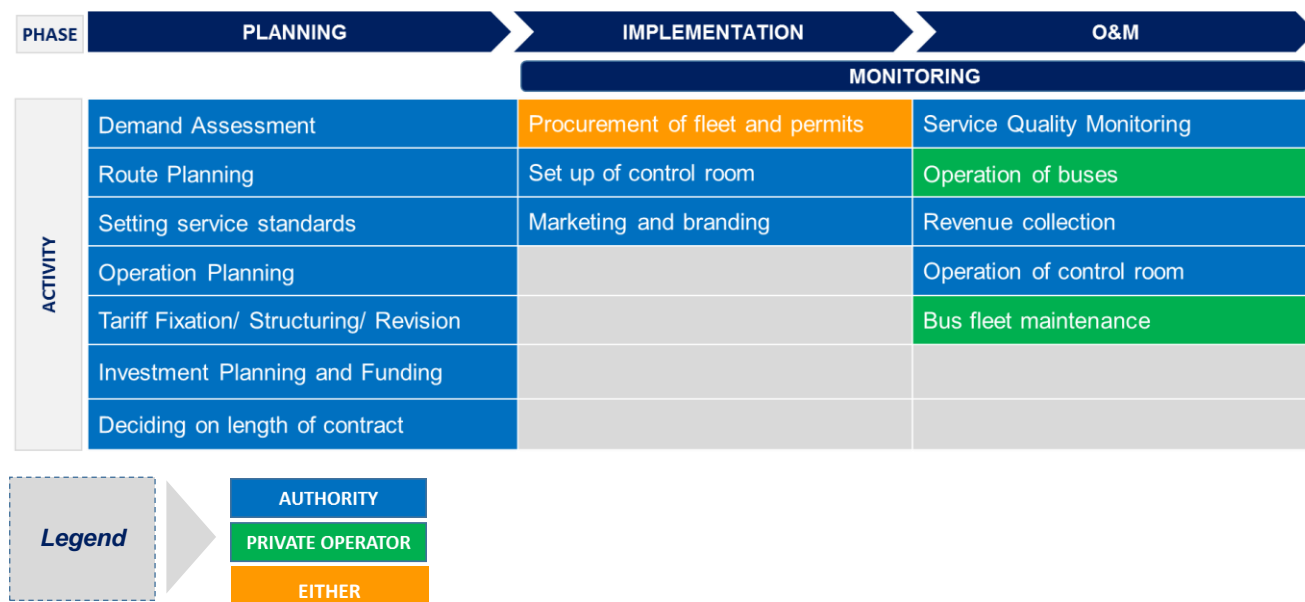 PHASE
PLANNING
IMPLEMENTATION
O&M
MONITORING
ACTIVITY
Demand Assessment
Procurement of fleet and permits
Service Quality Monitoring
Route Planning
Set up of control room
Operation of buses
Setting service standards
Marketing and branding
Revenue collection
Operation Planning
Operation of control room
Tariff Fixation/ Structuring/ Revision
Bus fleet maintenance
Investment Planning and Funding
Deciding on length of contract
Legend
AUTHORITY
PRIVATE OPERATOR
EITHER